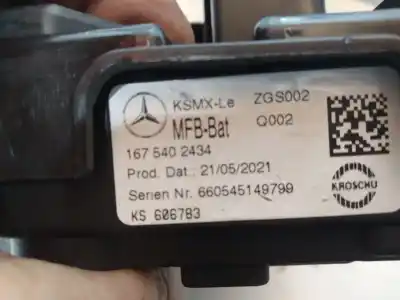 KSMX-Le ZGS002
MFB-Bat Q002
167 540 2434
Prod. Dat.: 21/05/2021
Serien Nr. 660545149799
KROSCHU
KS 606783